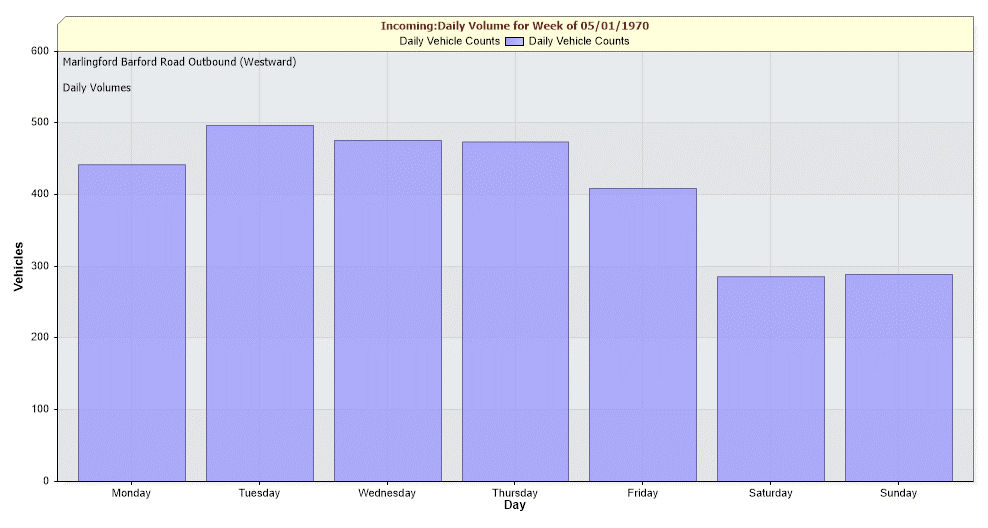 Incoming:Daily Volume for Week of 05/01/1970
Daily Vehicle Counts Daily Vehicle Counts
Marlingford Barford Road Outbound (Westward)
Daily Volumes
600
500
400
300
200
100
0
Vehicles
Monday Tuesday Wednesday Thursday Friday Saturday Sunday
Day